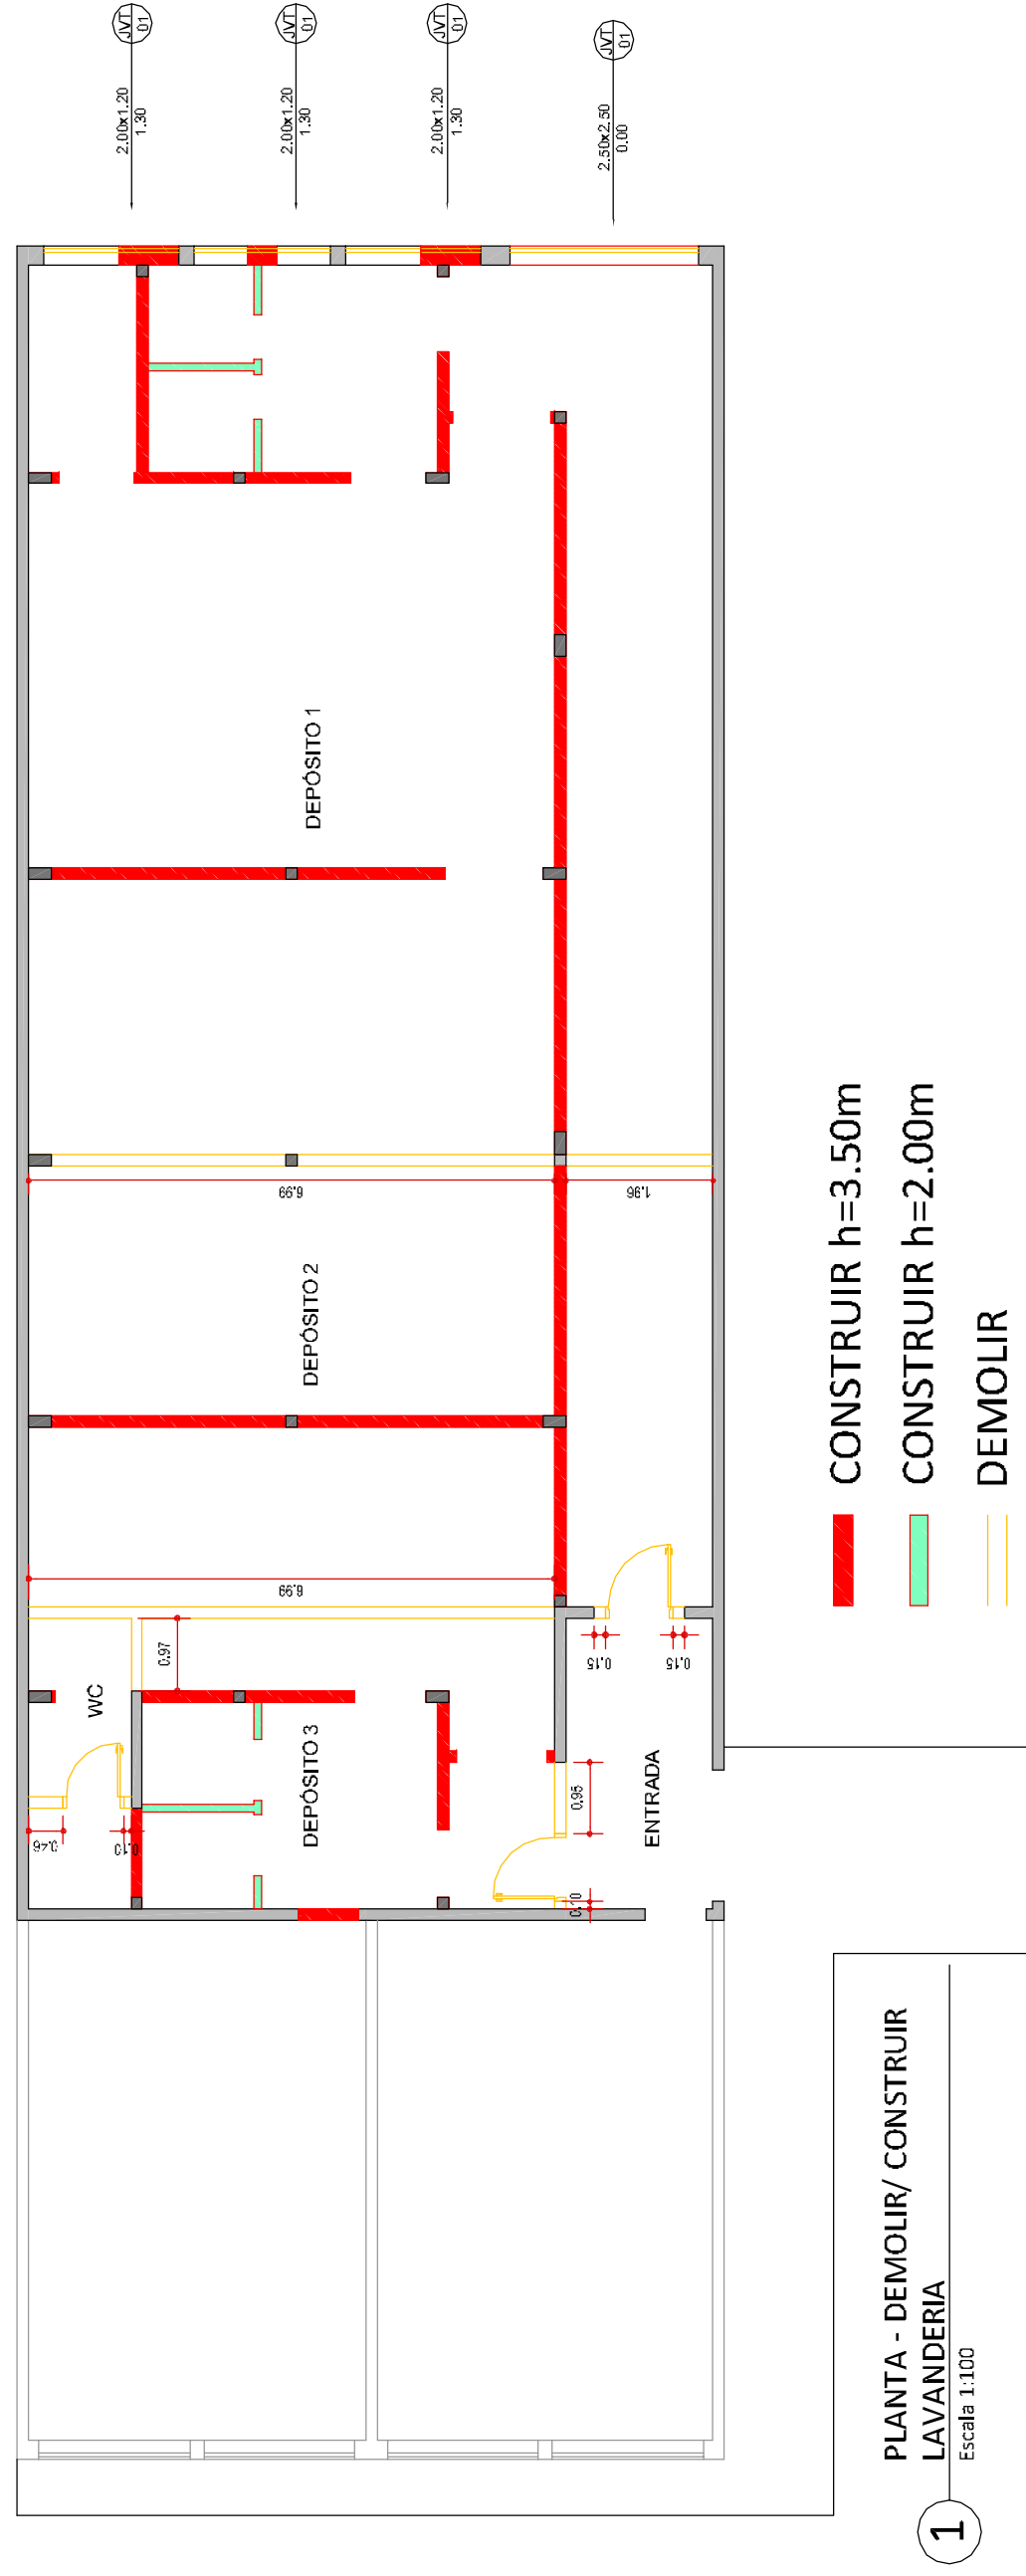 JVT
01
2.00x1.20
1.30
JVT
01
2.00x1.20
1.30
JVT
01
2.00x1.20
1.30
JVT
01
2.50x2.50
0.00
DEPÓSITO 1
6.99
1.96
DEPÓSITO 2
6.99
0.97
WC
0.46
0.10
DEPÓSITO 3
0.15
0.15
0.95
0.10
ENTRADA
CONSTRUIR h=3.50m
CONSTRUIR h=2.00m
DEMOLIR
1
PLANTA - DEMOLIR/ CONSTRUIR
LAVANDERIA
Escala 1:100